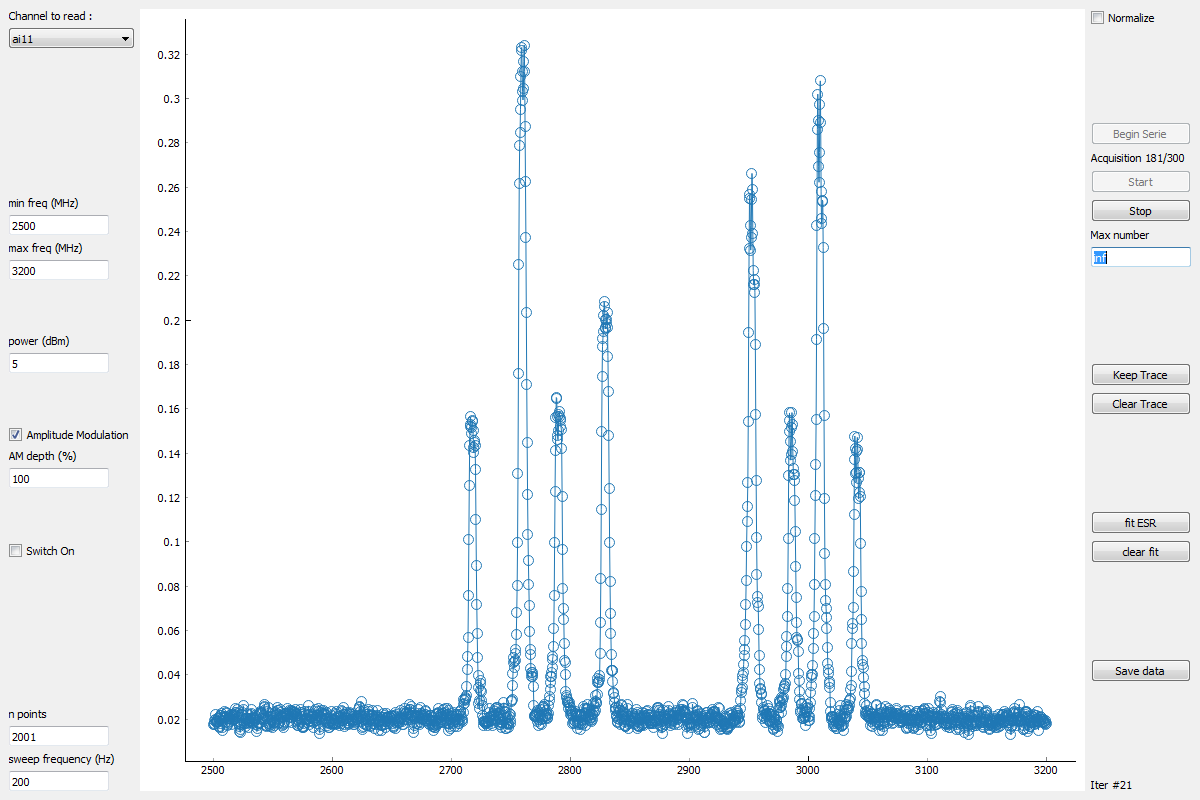 Channel to read :
ai11
min freq (MHz)
2500
max freq (MHz)
3200
power (dBm)
5
Amplitude Modulation
AM depth (%)
100
Switch On
n points
2001
sweep frequency (Hz)
200
0.32
0.3
0.28
0.26
0.24
0.22
0.2
0.18
0.16
0.14
0.12
0.1
0.08
0.06
0.04
0.02
2500 2600 2700 2800 2900 3000 3100 3200
Normalize
Begin Serie
Acquisition 181/300
Start
Stop
Max number
inf
Keep Trace
Clear Trace
fit ESR
clear fit
Save data
Iter #21